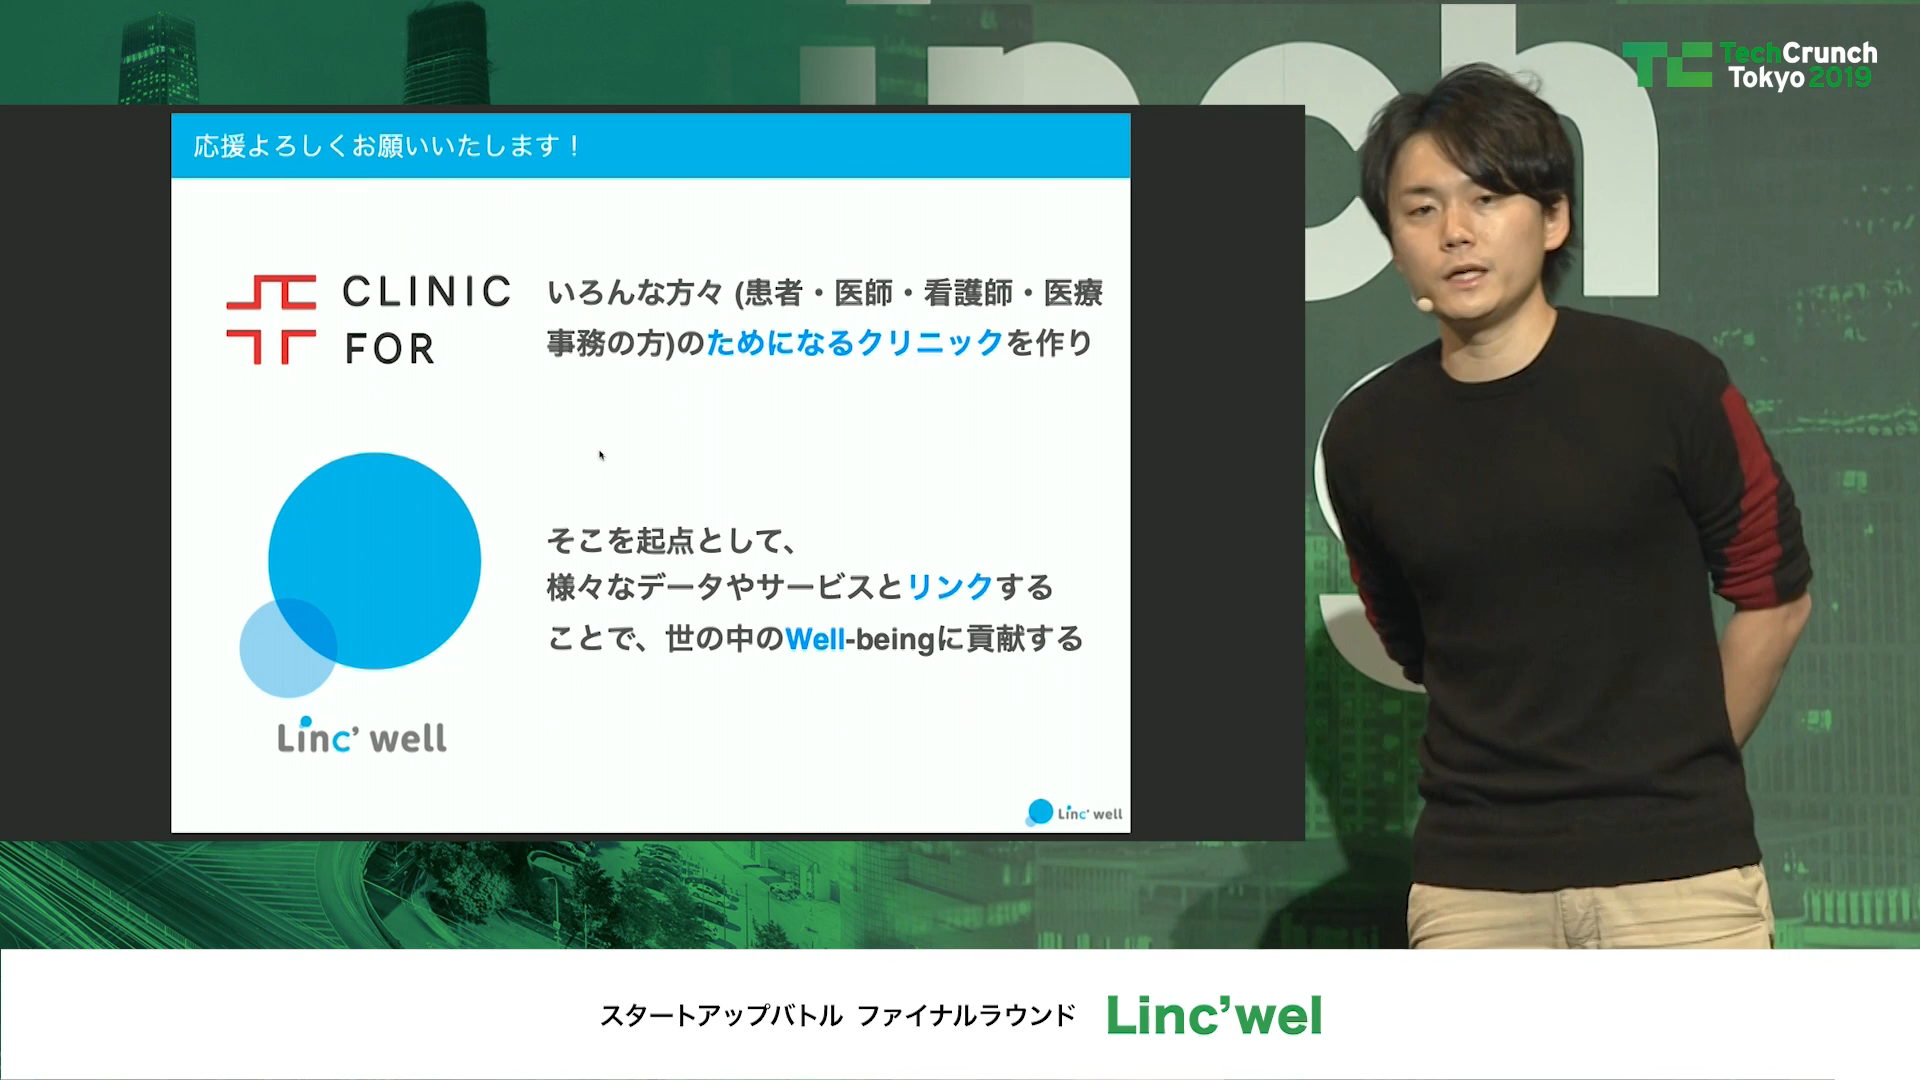 TechCrunch
Tokyo 2019
応援よろしくお願いいたします！
CLINIC
FOR
いろんな方々 (患者・医師・看護師・医療
事務の方)のためになるクリニックを作り
そこを起点として、
様々なデータやサービスとリンクする
ことで、世の中のWell-beingに貢献する
Linc’ well
Linc’ well
スタートアップバトル ファイナルラウンド
Linc’wel